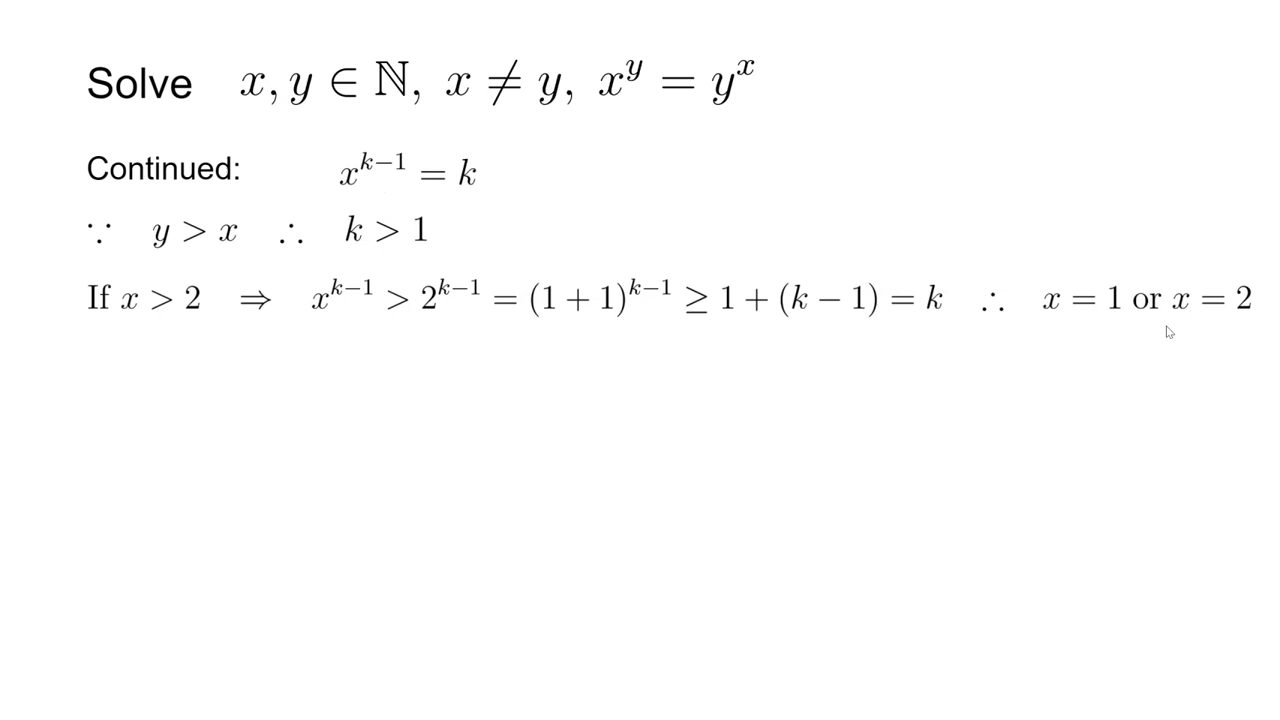 Solve x, y ∈ ℕ, x ≠ y, x^y = y^x
Continued: x^{k−1} = k
∵ y > x ∴ k > 1
If x > 2 ⇒ x^{k−1} > 2^{k−1} = (1 + 1)^{k−1} ≥ 1 + (k − 1) = k ∴ x = 1 or x = 2